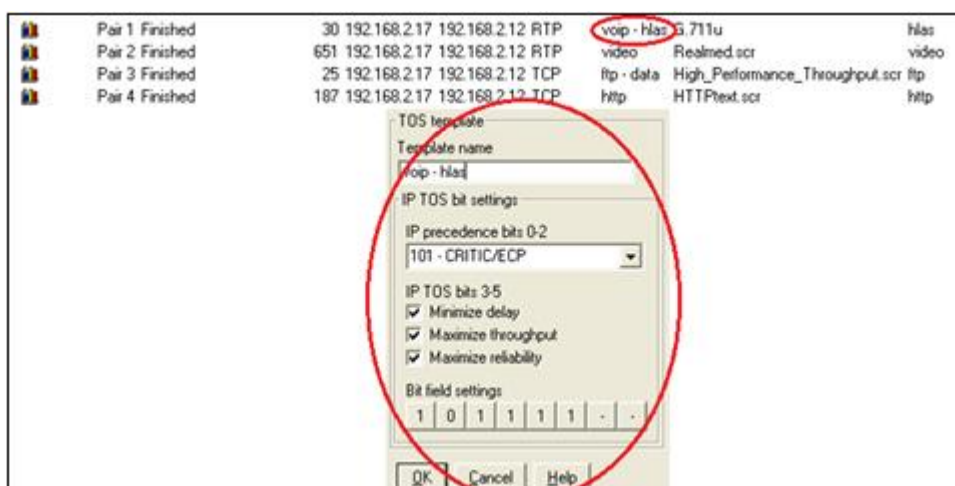 Pair 1 Finished 30 192.168.2.17 192.168.2.12 RTP voip - hlas G.711u hlas
Pair 2 Finished 651 192.168.2.17 192.168.2.12 RTP video Realmed.scr video
Pair 3 Finished 25 192.168.2.17 192.168.2.12 TCP ftp - data High_Performance_Throughput.scr ftp
Pair 4 Finished 187 192.168.2.17 192.168.2.12 TCP http HTTPtext.scr http
TOS template
Template name
voip - hlas
IP TOS bit settings
IP precedence bits 0-2
101 - CRITIC/ECP
IP TOS bits 3-5
Minimize delay
Maximize throughput
Maximize reliability
Bit field settings
1 0 1 1 1 1 - -
OK Cancel Help